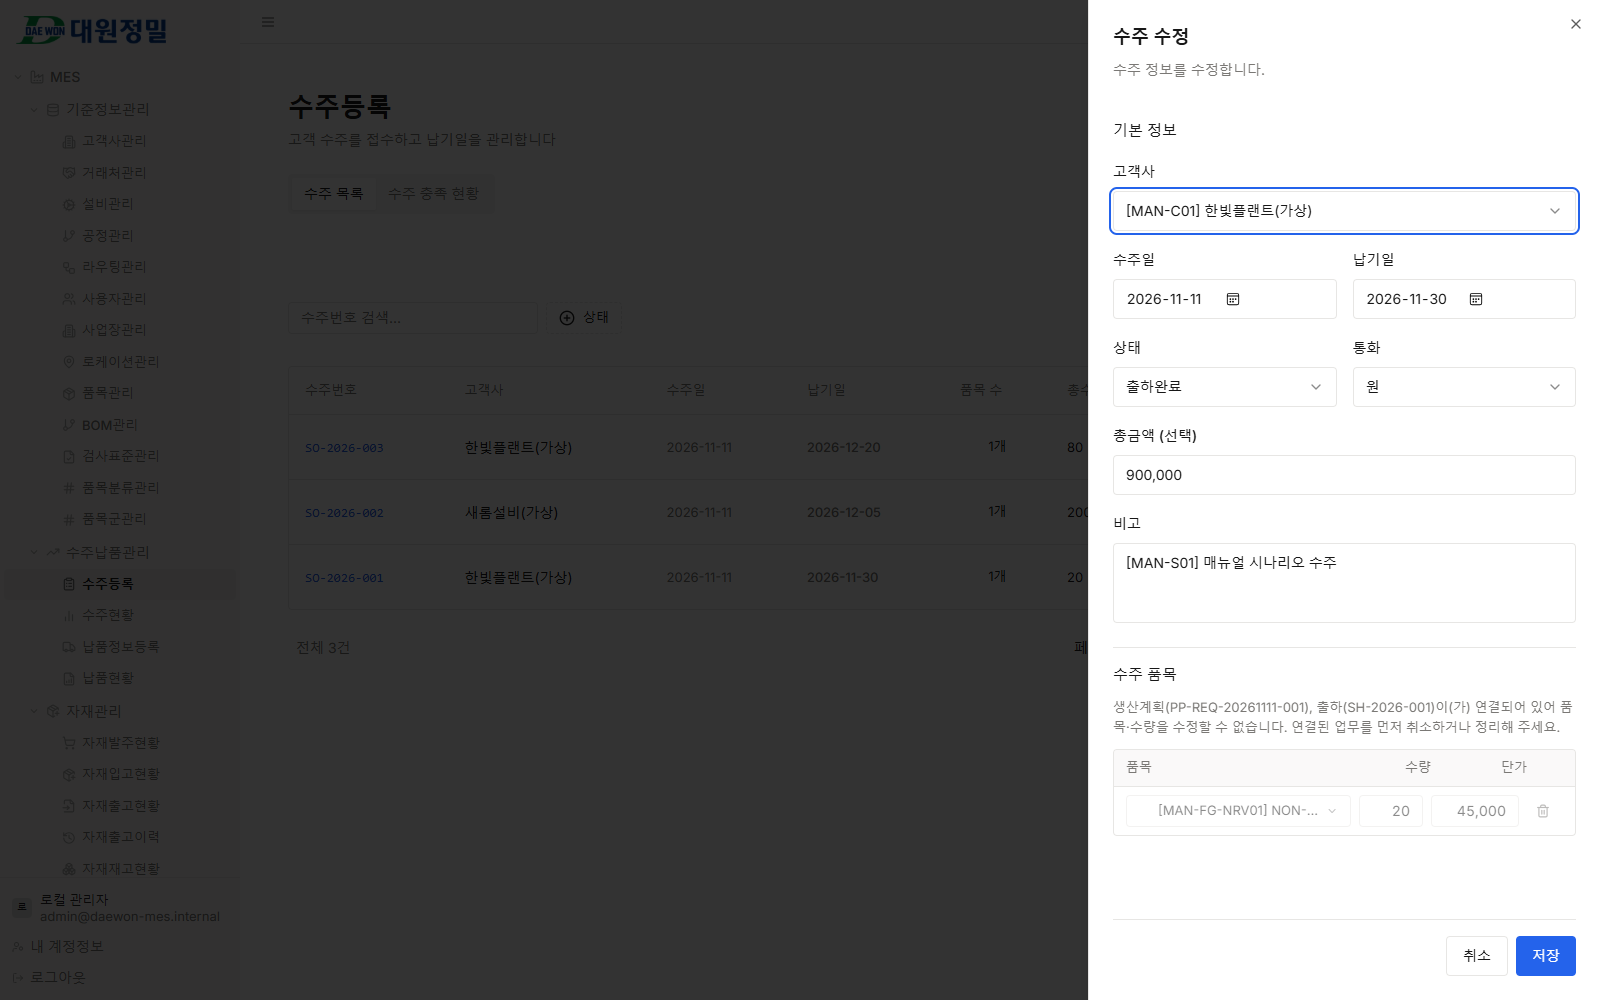 DAE WON 대원정밀
MES
기준정보관리
고객사관리
거래처관리
설비관리
공정관리
라우팅관리
사용자관리
사업장관리
로케이션관리
품목관리
BOM관리
검사표준관리
품목분류관리
품목군관리
수주납품관리
수주등록
수주현황
납품정보등록
납품현황
자재관리
자재발주현황
자재입고현황
자재출고현황
자재출고이력
자재재고현황
로
로컬 관리자
admin@daewon-mes.internal
내 계정정보
로그아웃
수주등록
고객 수주를 접수하고 납기일을 관리합니다
수주 목록 수주 충족 현황
수주번호 검색... 상태
수주번호 고객사 수주일 납기일 품목 수
SO-2026-003 한빛플랜트(가상) 2026-11-11 2026-12-20 1개 80
SO-2026-002 새롬설비(가상) 2026-11-11 2026-12-05 1개 200
SO-2026-001 한빛플랜트(가상) 2026-11-11 2026-11-30 1개 20
전체 3건
수주 수정
수주 정보를 수정합니다.
기본 정보
고객사
[MAN-C01] 한빛플랜트(가상)
수주일 납기일
2026-11-11 2026-11-30
상태 통화
출하완료 원
총금액 (선택)
900,000
비고
[MAN-S01] 매뉴얼 시나리오 수주
수주 품목
생산계획(PP-REQ-20261111-001), 출하(SH-2026-001)이(가) 연결되어 있어 품
목·수량을 수정할 수 없습니다. 연결된 업무를 먼저 취소하거나 정리해 주세요.
품목 수량 단가
[MAN-FG-NRV01] NON-... 20 45,000
취소 저장